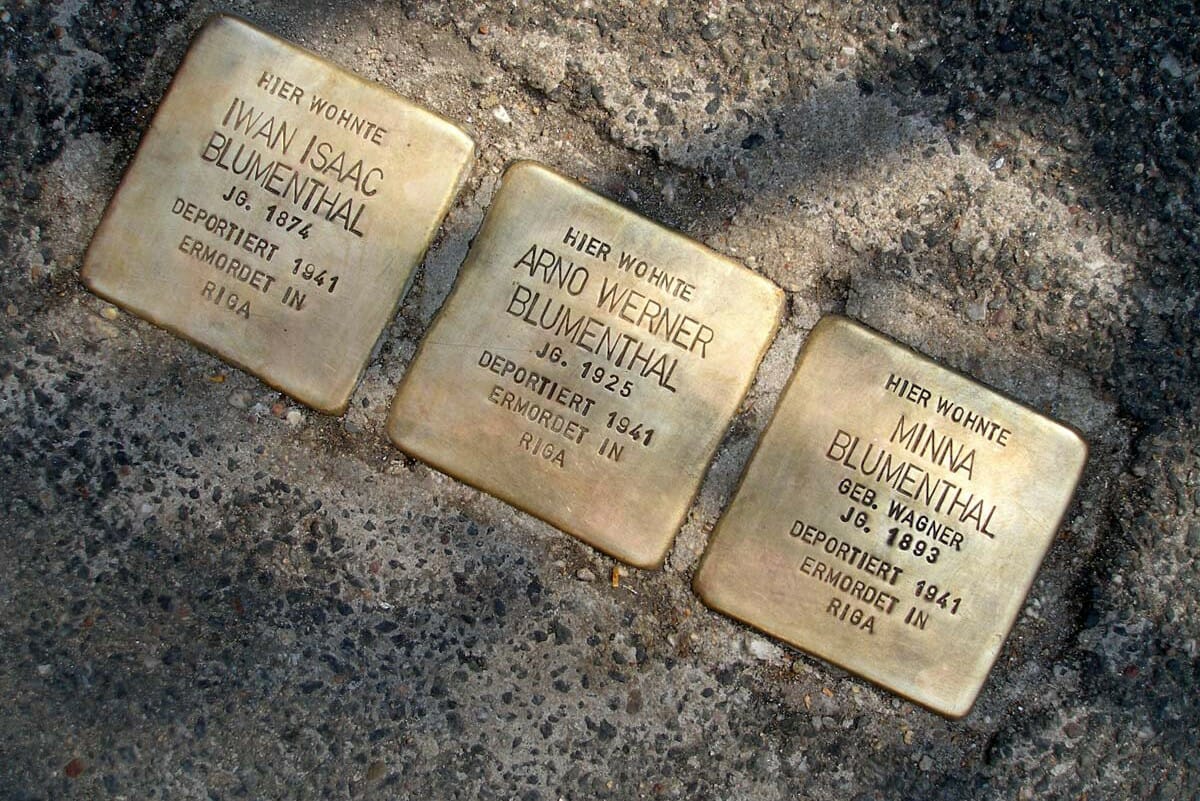 HIER WOHNTE
IWAN ISAAC
BLUMENTHAL
JG. 1874
DEPORTIERT 1941
ERMORDET IN
RIGA
HIER WOHNTE
ARNO WERNER
BLUMENTHAL
JG. 1925
DEPORTIERT 1941
ERMORDET IN
RIGA
HIER WOHNTE
MINNA
BLUMENTHAL
GEB. WAGNER
JG. 1893
DEPORTIERT 1941
ERMORDET IN
RIGA